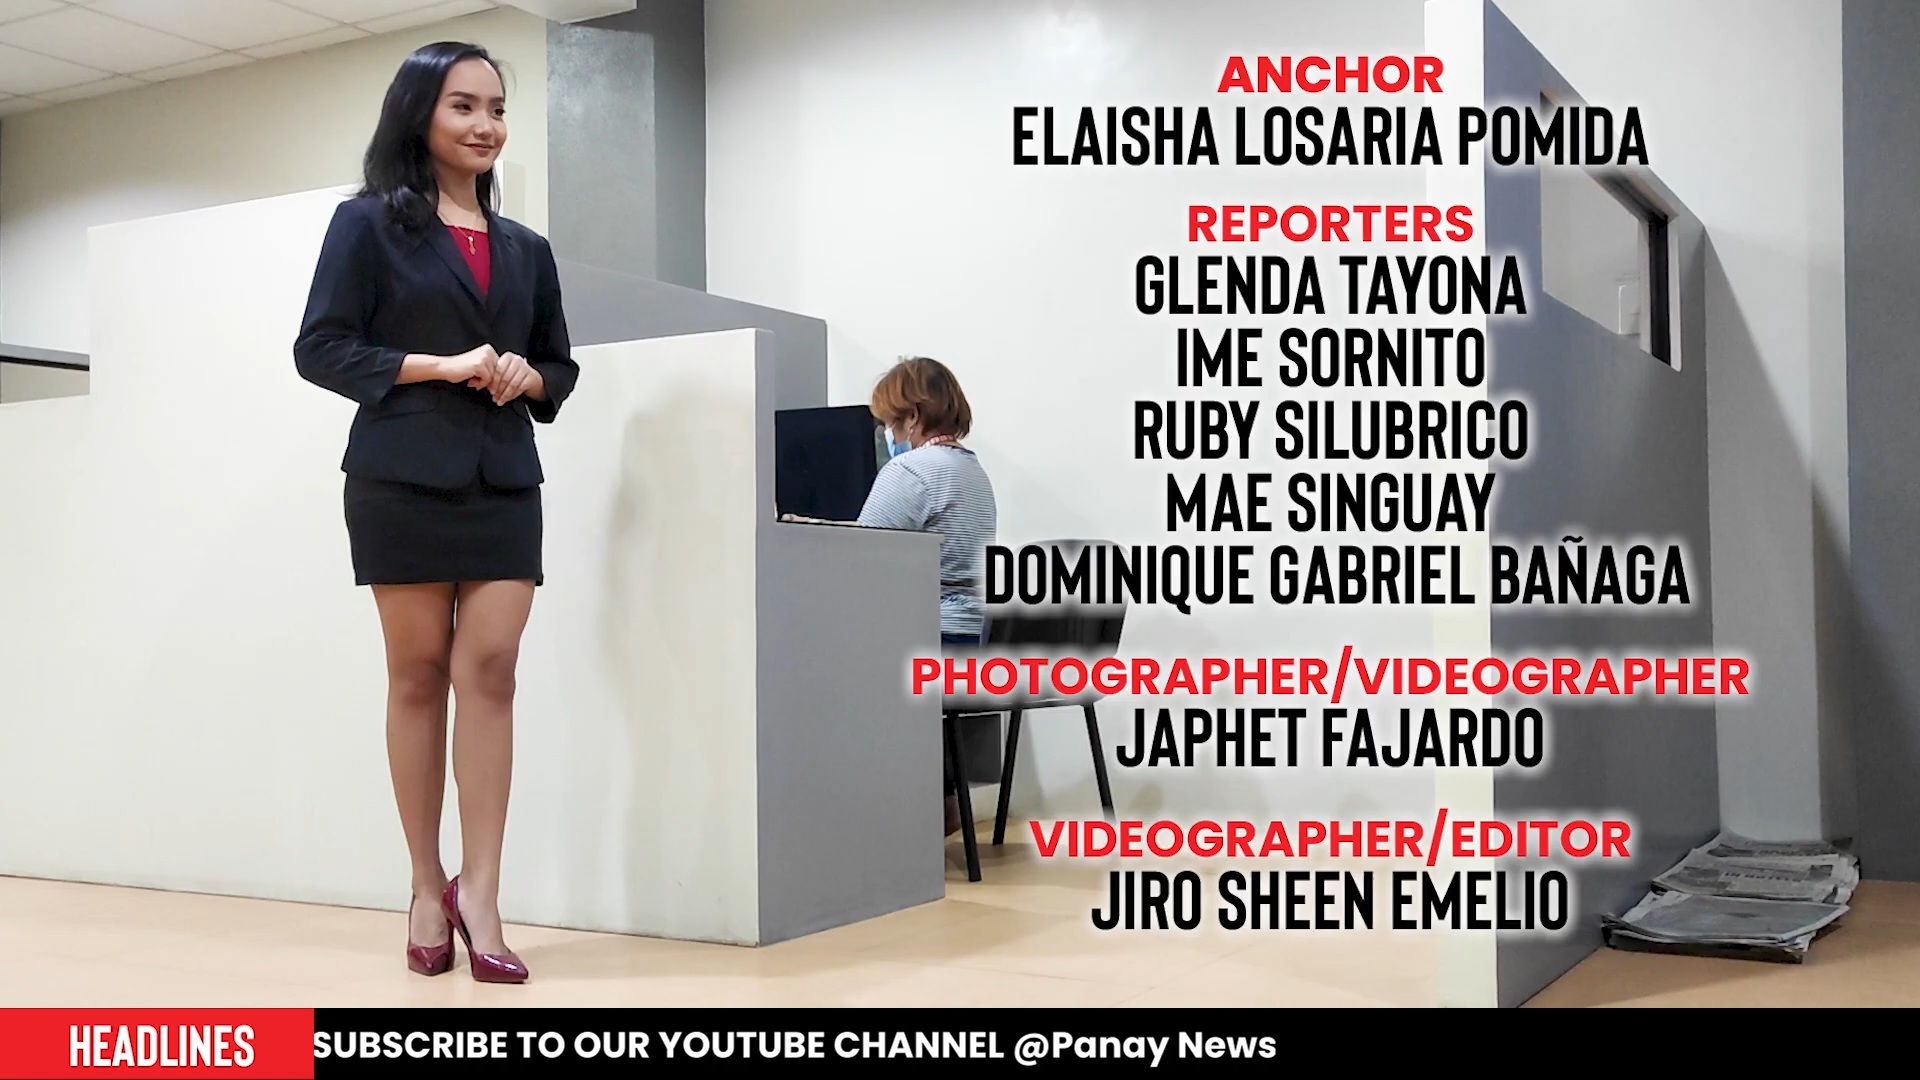 ANCHOR
ELAISHA LOSARIA POMIDA
REPORTERS
GLENDA TAYONA
IME SORNITO
RUBY SILUBRICO
MAE SINGUAY
DOMINIQUE GABRIEL BAÑAGA
PHOTOGRAPHER/VIDEOGRAPHER
JAPHET FAJARDO
VIDEOGRAPHER/EDITOR
JIRO SHEEN EMELIO
HEADLINES
SUBSCRIBE TO OUR YOUTUBE CHANNEL @Panay News